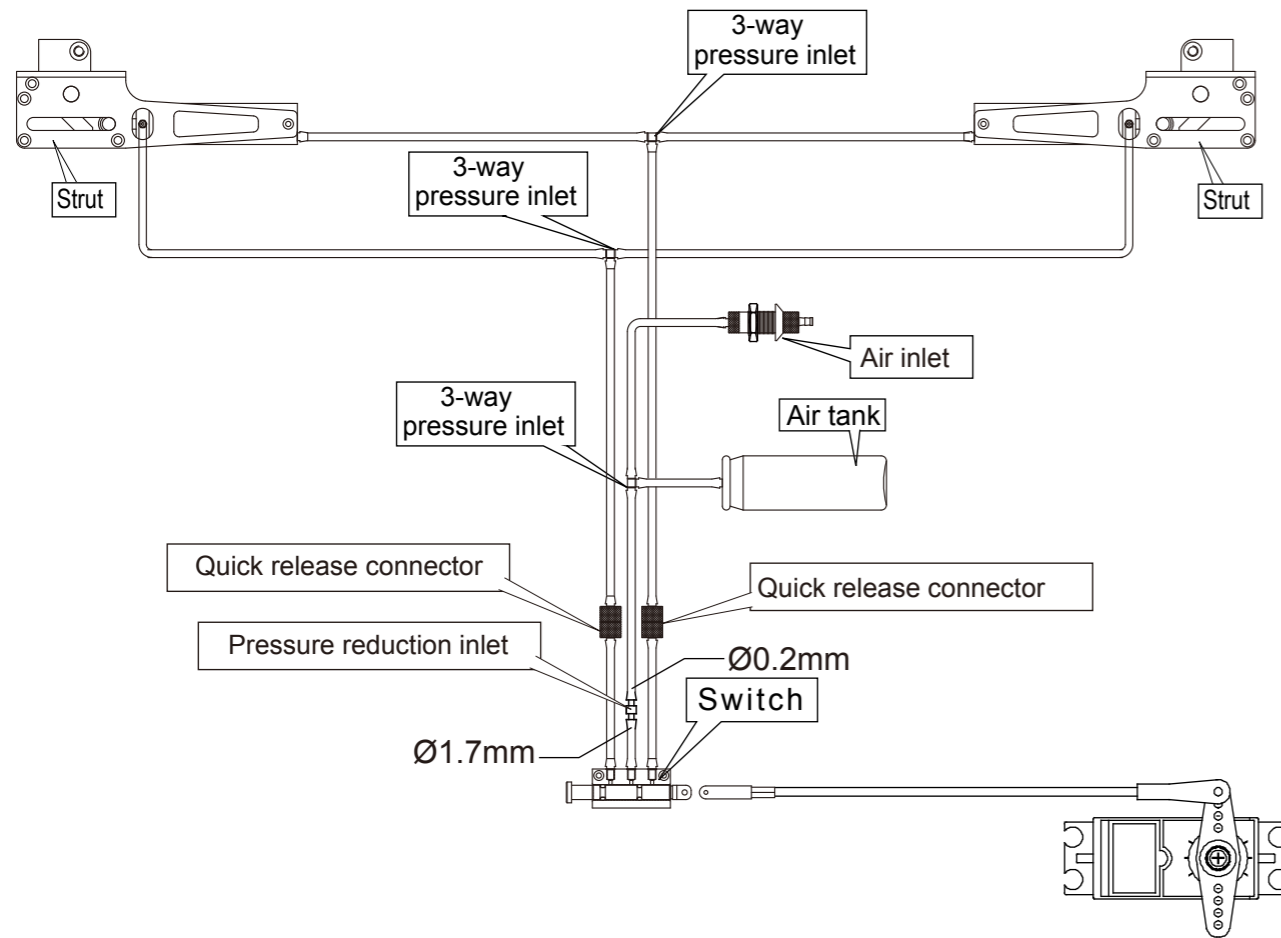 3-way
pressure inlet
Strut
3-way
pressure inlet
Strut
Air inlet
3-way
pressure inlet
Air tank
Quick release connector
Quick release connector
Pressure reduction inlet
Ø0.2mm
Switch
Ø1.7mm